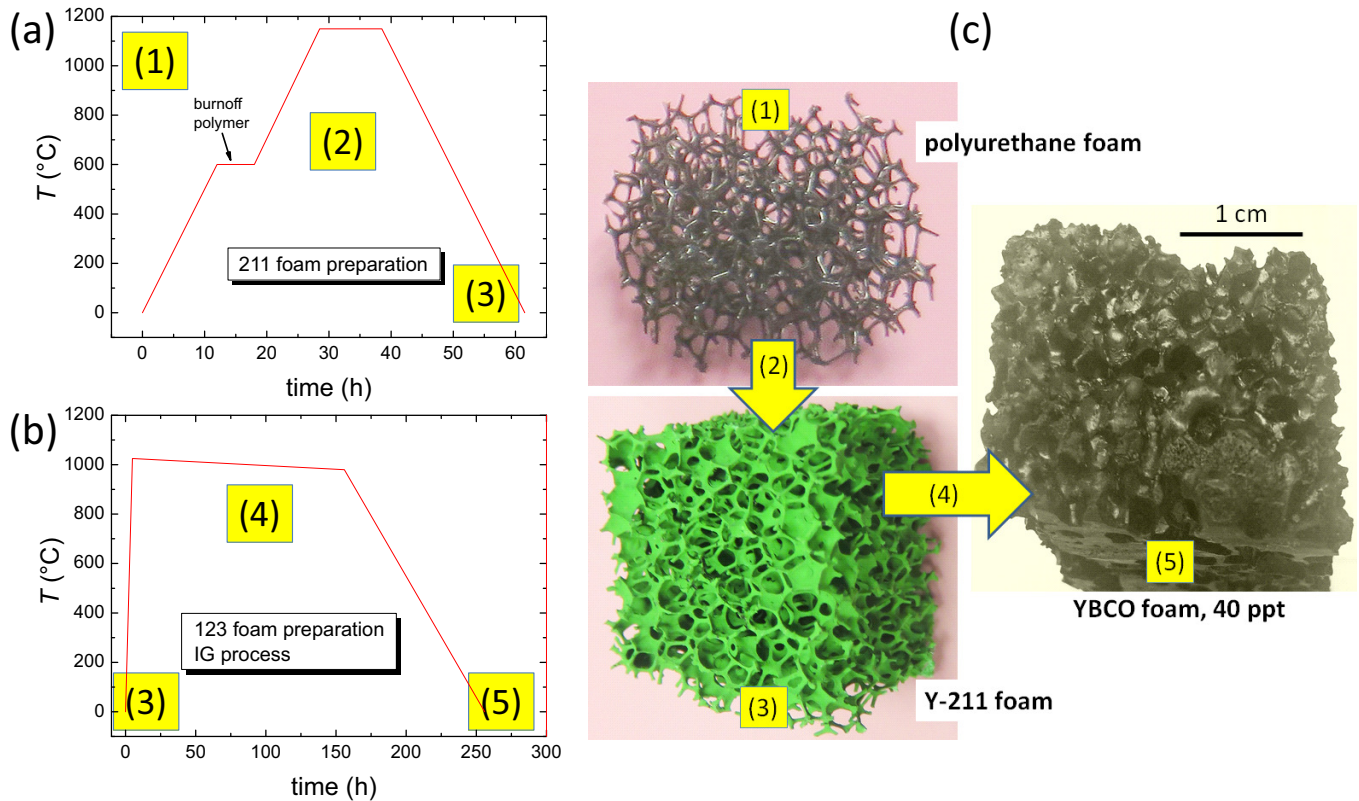 (a)
1200
1000
800
600
400
200
0
T (°C)
(1)
burnoff
polymer
(2)
211 foam preparation
(3)
0
10
20
30
40
50
60
time (h)
(b)
1200
1000
800
600
400
200
0
T (°C)
(4)
123 foam preparation
IG process
(3)
(5)
0
50
100
150
200
250
300
time (h)
(c)
(1)
polyurethane foam
(2)
1 cm
(4)
(3)
Y-211 foam
(5)
YBCO foam, 40 ppt